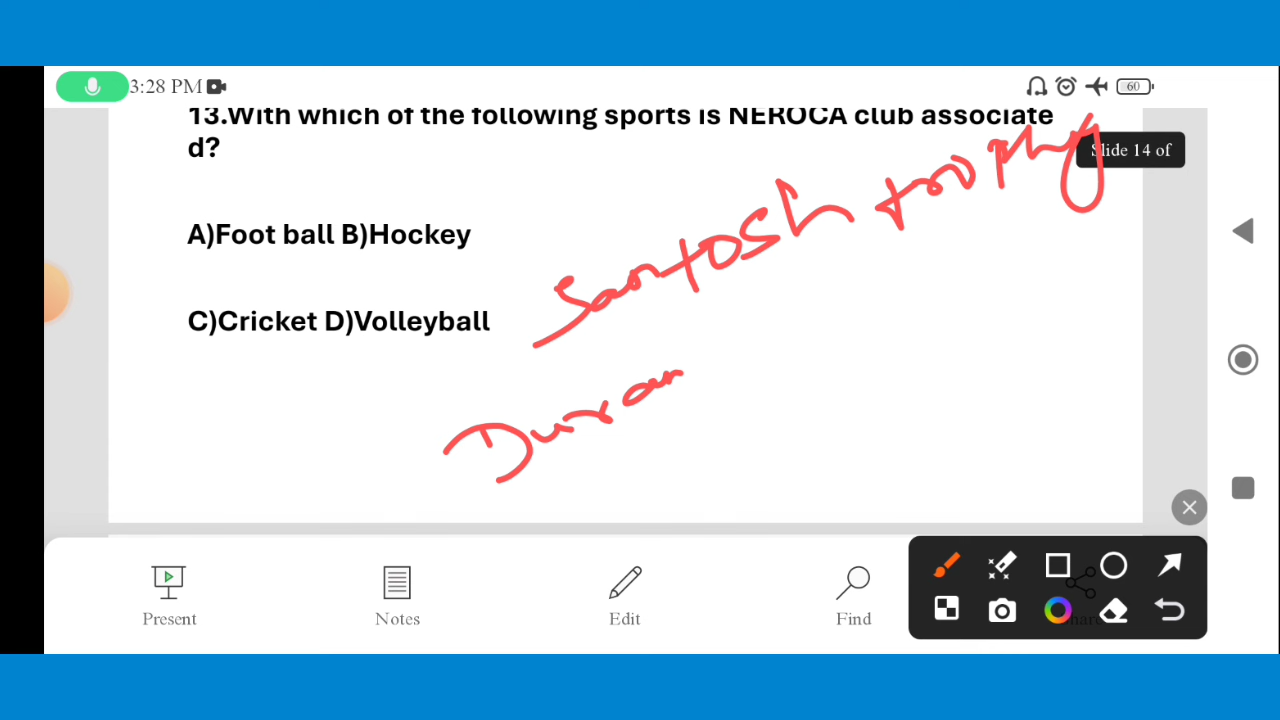 3:28 PM
60
13.With which of the following sports is NEROCA club associate
d?
Slide 14 of
A)Foot ball B)Hockey
C)Cricket D)Volleyball
Santosh trophy
Duran
Present
Notes
Edit
Find
Share